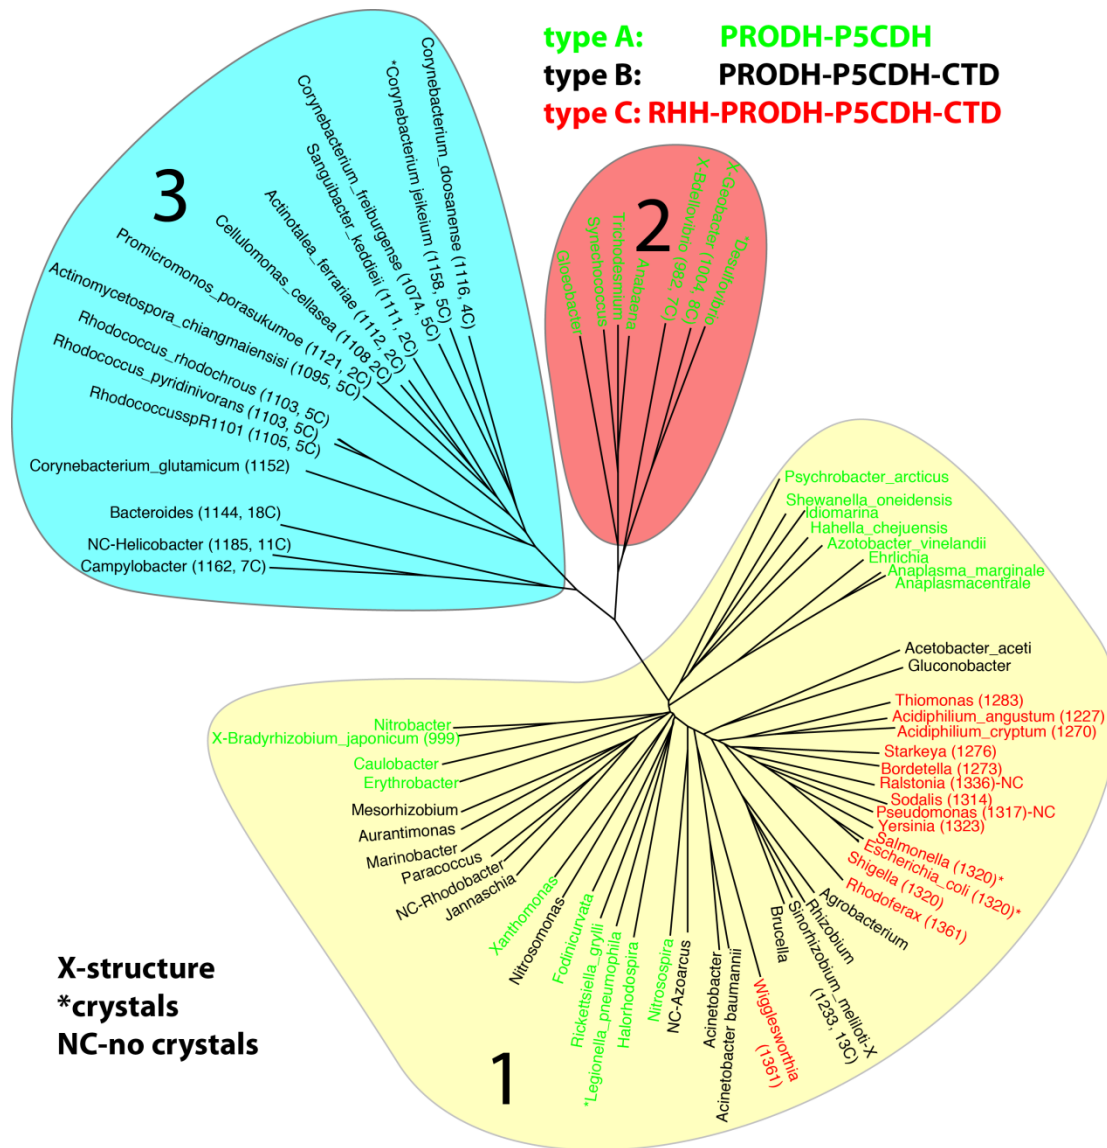 type A: PRODH-P5CDH
type B: PRODH-P5CDH-CTD
type C: RHH-PRODH-P5CDH-CTD
3
Corynebacterium_doosanense (1116, 4C)
*Corynebacterium jeikeium (1158, 5C)
Corynebacterium_freiburgense (1074, 5C)
Sanguibacter_keddieii (1111, 2C)
Actinotalea_ferrariae (1112, 2C)
Cellulomonas_cellasea (1108 2C)
Promicromonos_porasukumoe (1121, 2C)
Actinomycetospora_chiangmaiensisi (1095, 5C)
Rhodococcus_rhodochrous (1103, 5C)
Rhodococcus_pyridinivorans (1103, 5C)
RhodococcusspR1101 (1105, 5C)
Corynebacterium_glutamicum (1152)
Bacteroides (1144, 18C)
NC-Helicobacter (1185, 11C)
Campylobacter (1162, 7C)
2
Gloeobacter
Synechococcus
Trichodesmium
Anabaena
X-Bdellovibrio (982, 7C)
X-Geobacter (1004, 8C)
*Desulfovibrio
Psychrobacter_arcticus
Shewanella_oneidensis
Idiomarina
Hahella_chejuensis
Azotobacter_vinelandii
Ehrlichia
Anaplasma_marginale
Anaplasmacentrale
Acetobacter_aceti
Gluconobacter
Thiomonas (1283)
Acidiphilium_angustum (1227)
Acidiphilium_cryptum (1270)
Starkeya (1276)
Bordetella (1273)
Ralstonia (1336)-NC
Sodalis (1314)
Pseudomonas (1317)-NC
Yersinia (1323)
Salmonella (1320)*
Escherichia_coli (1320)*
Shigella (1320)
Rhodoferax (1361)
Agrobacterium
Rhizobium
Sinorhizobium_meliloti-X
(1233, 13C)
Brucella
Wigglesworthia
(1361)
Acinetobacter baumannii
Acinetobacter
NC-Azoarcus
Nitrosospira
Halorhodospira
*Legionella_pneumophila
Rickettsiella_grylli
Fodinicurvata
Nitrosomonas
Xanthomonas
Jannaschia
NC-Rhodobacter
Paracoccus
Marinobacter
Aurantimonas
Mesorhizobium
Erythrobacter
Caulobacter
X-Bradyrhizobium_japonicum (999)
Nitrobacter
1
X-structure
*crystals
NC-no crystals